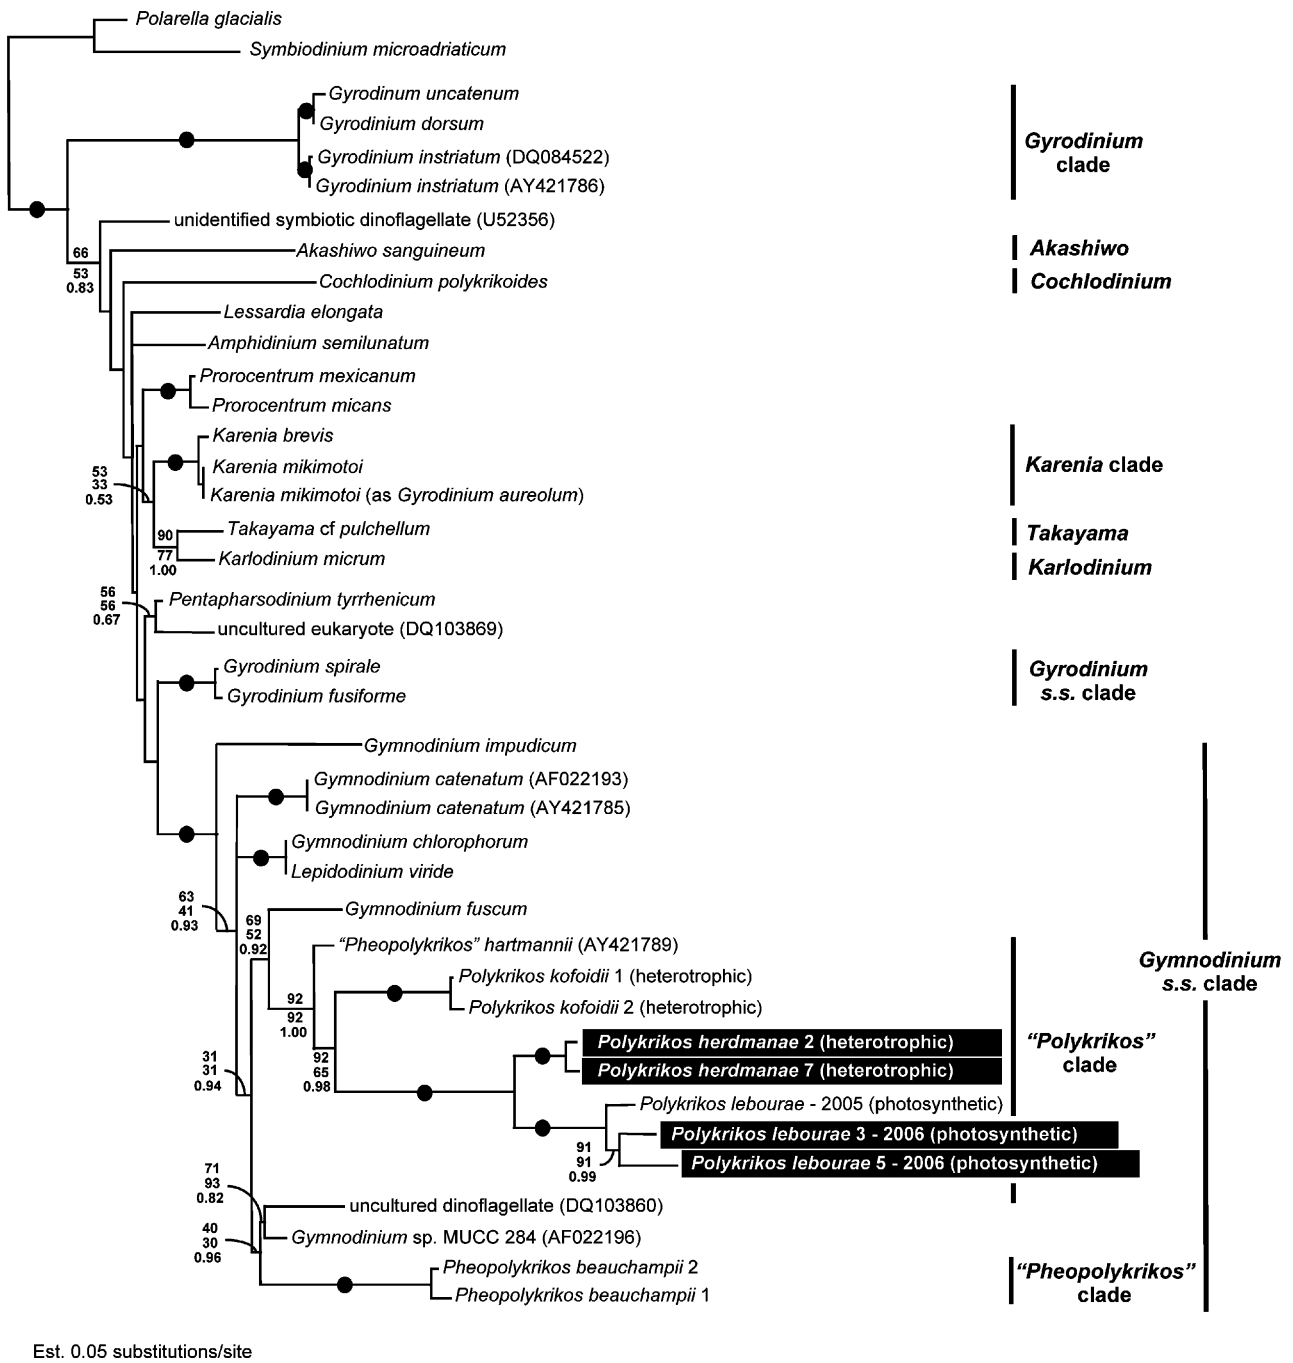 Polarella glacialis
Symbiodinium microadriaticum
Gyrodinum uncatenum
Gyrodinium dorsum
Gyrodinium instriatum (DQ084522)
Gyrodinium instriatum (AY421786)
Gyrodinium
clade
unidentified symbiotic dinoflagellate (U52356)
66
53
0.83
Akashiwo sanguineum
Akashiwo
Cochlodinium polykrikoides
Cochlodinium
Lessardia elongata
Amphidinium semilunatum
Prorocentrum mexicanum
Prorocentrum micans
Karenia brevis
Karenia mikimotoi
Karenia mikimotoi (as Gyrodinium aureolum)
Karenia clade
53
33
0.53
Takayama cf pulchellum
Takayama
90
77
1.00
Karlodinium micrum
Karlodinium
56
56
0.67
Pentapharsodinium tyrrhenicum
uncultured eukaryote (DQ103869)
Gyrodinium spirale
Gyrodinium fusiforme
Gyrodinium
s.s. clade
Gymnodinium impudicum
Gymnodinium catenatum (AF022193)
Gymnodinium catenatum (AY421785)
Gymnodinium chlorophorum
Lepidodinium viride
63
41
0.93
69
52
0.92
Gymnodinium fuscum
“Pheopolykrikos” hartmannii (AY421789)
Gymnodinium
s.s. clade
Polykrikos kofoidii 1 (heterotrophic)
Polykrikos kofoidii 2 (heterotrophic)
92
92
1.00
Polykrikos herdmanae 2 (heterotrophic)
Polykrikos herdmanae 7 (heterotrophic)
“Polykrikos”
clade
31
31
0.94
92
65
0.98
Polykrikos lebourae - 2005 (photosynthetic)
Polykrikos lebourae 3 - 2006 (photosynthetic)
Polykrikos lebourae 5 - 2006 (photosynthetic)
91
91
0.99
71
93
0.82
uncultured dinoflagellate (DQ103860)
Gymnodinium sp. MUCC 284 (AF022196)
40
30
0.96
Pheopolykrikos beauchampii 2
Pheopolykrikos beauchampii 1
“Pheopolykrikos”
clade
Est. 0.05 substitutions/site